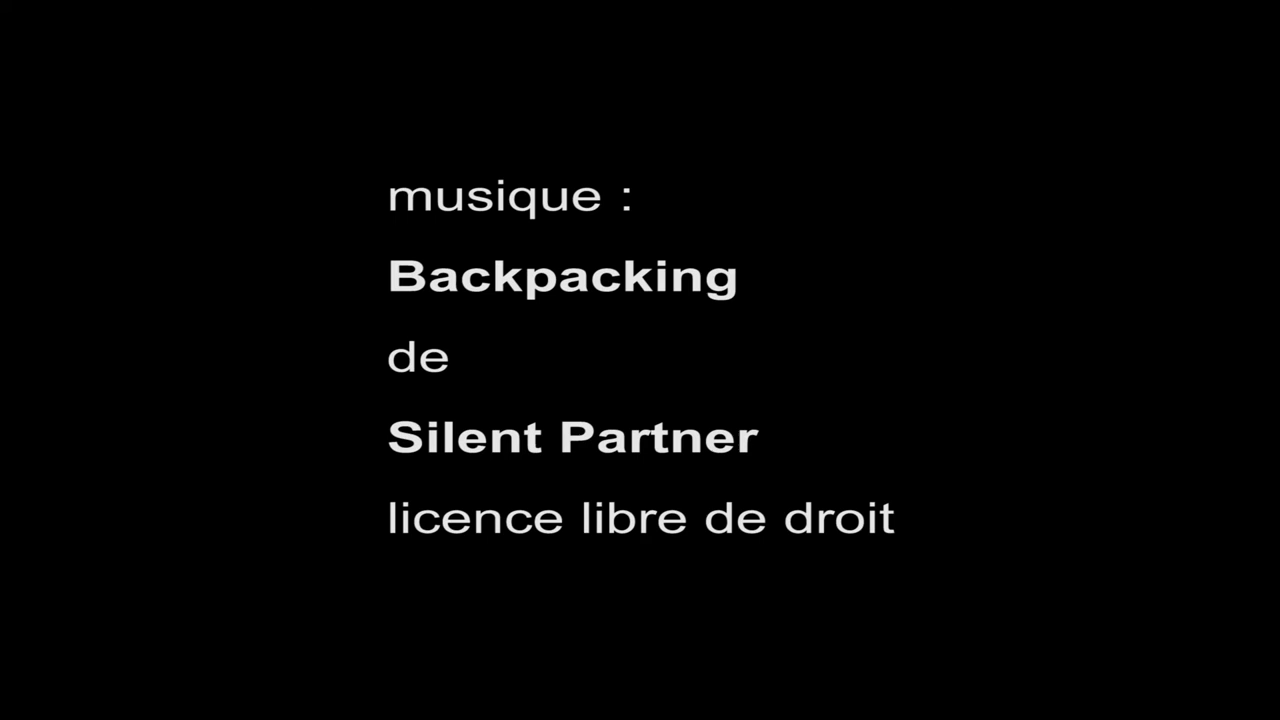 musique :
Backpacking
de
Silent Partner
licence libre de droit